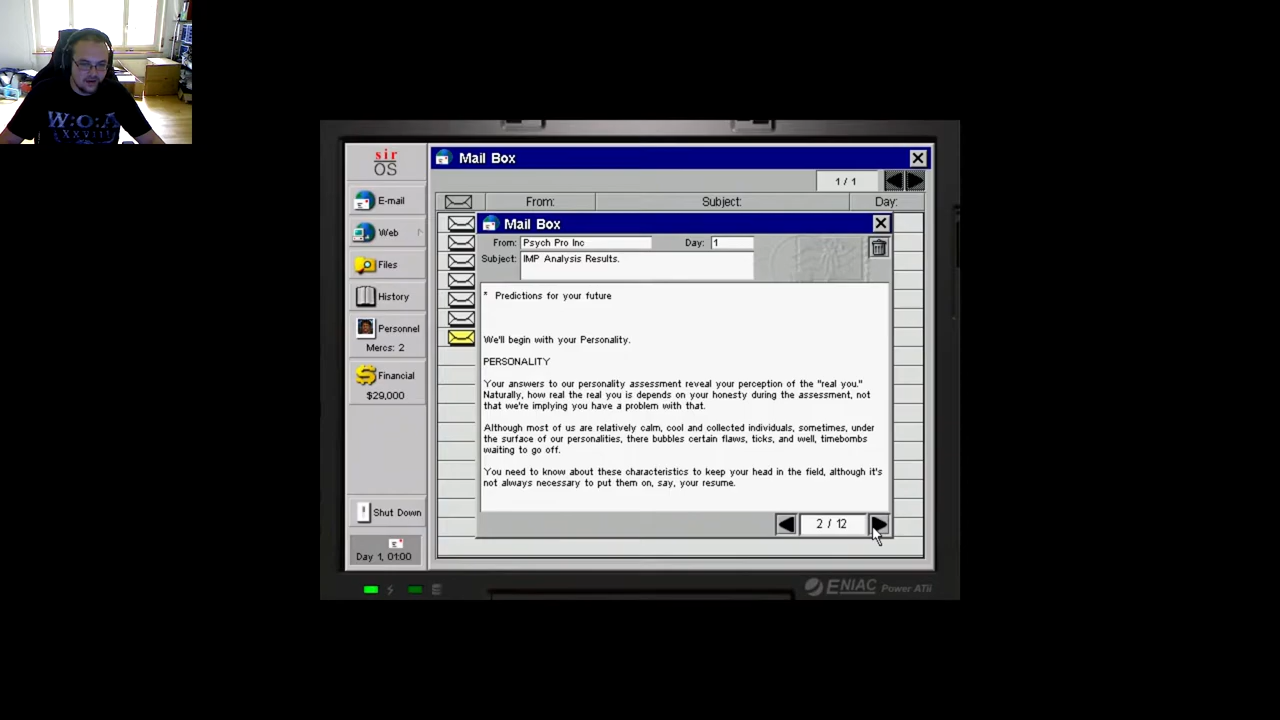 W:O:A
XXVIII
sir
OS
Mail Box
1 / 1
E-mail
From:
Subject:
Day:
Mail Box
Web
From: Psych Pro Inc
Day: 1
Subject: IMP Analysis Results.
Files
History
* Predictions for your future
Personnel
Mercs: 2
We'll begin with your Personality.
PERSONALITY
Financial
$29,000
Your answers to our personality assessment reveal your perception of the "real you."
Naturally, how real the real you is depends on your honesty during the assessment, not
that we're implying you have a problem with that.
Although most of us are relatively calm, cool and collected individuals, sometimes, under
the surface of our personalities, there bubbles certain flaws, ticks, and well, timebombs
waiting to go off.
You need to know about these characteristics to keep your head in the field, although it's
not always necessary to put them on, say, your resume.
Shut Down
2 / 12
Day 1, 01:00
ENIAC Power ATii